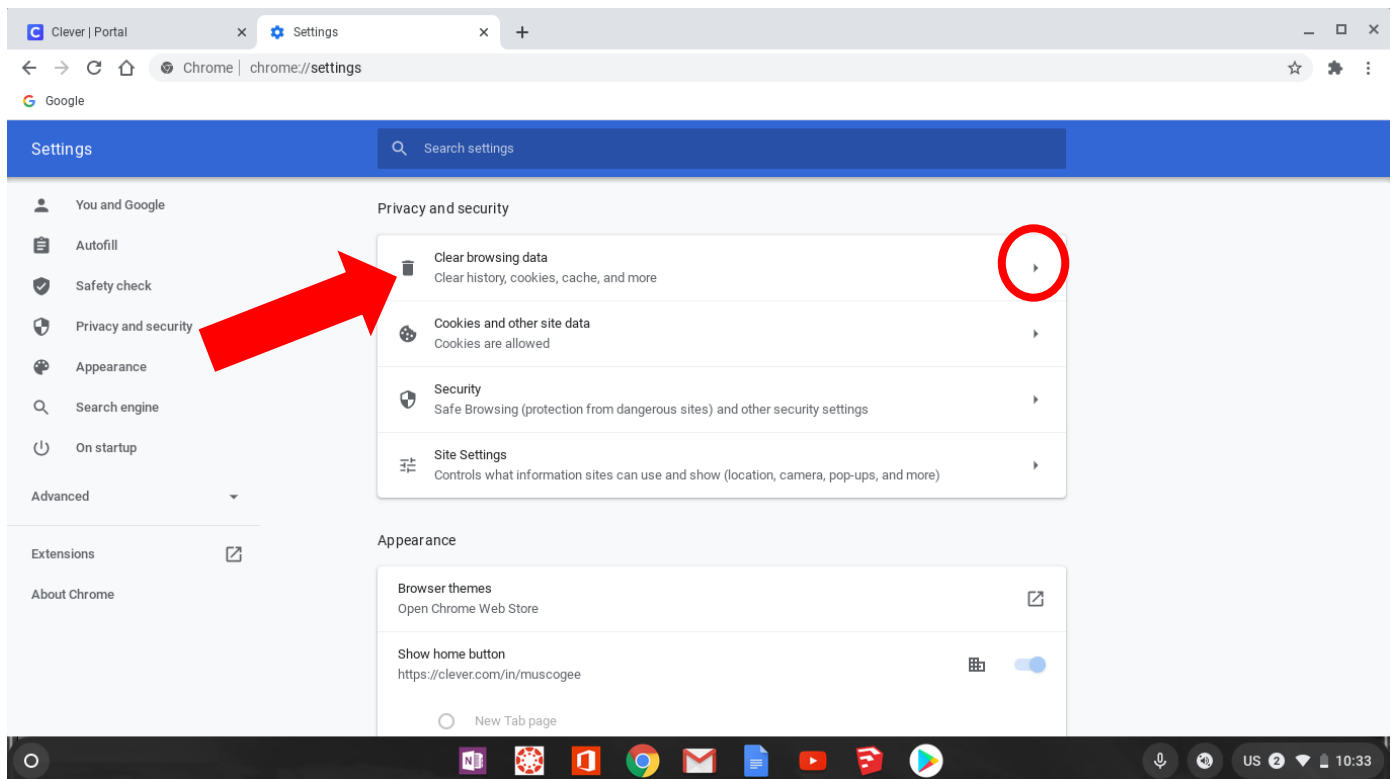 Clever | Portal
Settings
Chrome | chrome://settings
Google
Settings
Search settings
You and Google
Autofill
Safety check
Privacy and security
Appearance
Search engine
On startup
Advanced
Extensions
About Chrome
Privacy and security
Clear browsing data
Clear history, cookies, cache, and more
Cookies and other site data
Cookies are allowed
Security
Safe Browsing (protection from dangerous sites) and other security settings
Site Settings
Controls what information sites can use and show (location, camera, pop-ups, and more)
Appearance
Browser themes
Open Chrome Web Store
Show home button
https://clever.com/in/muscogee
New Tab page
US 2 10:33